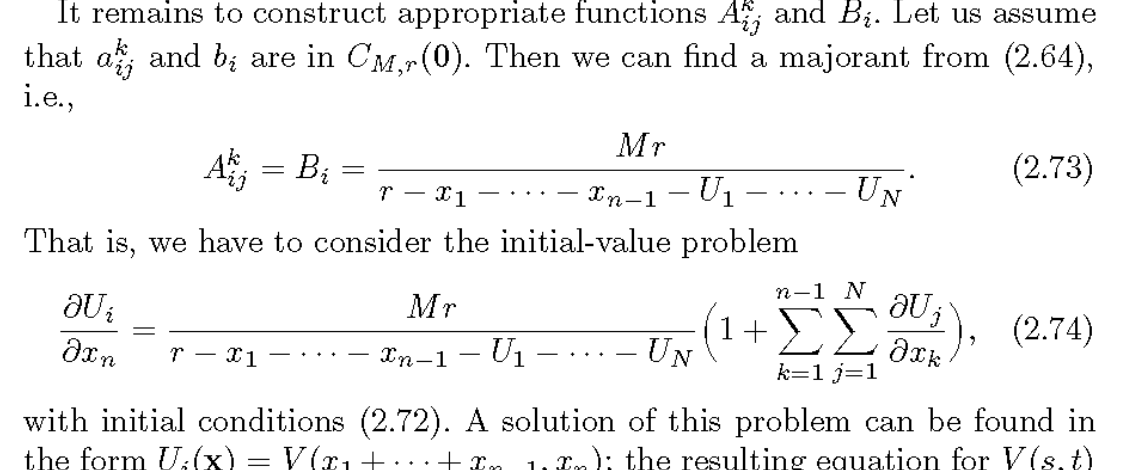 It remains to construct appropriate functions $A_{ij}^k$ and $B_i$. Let us assume
that $a_{ij}^k$ and $b_i$ are in $C_{M,r}(\mathbf{0})$. Then we can find a majorant from (2.64),
i.e.,
$$A_{ij}^k = B_i = \frac{Mr}{r - x_1 - \cdots - x_{n-1} - U_1 - \cdots - U_N}. \quad (2.73)$$
That is, we have to consider the initial-value problem
$$\frac{\partial U_i}{\partial x_n} = \frac{Mr}{r - x_1 - \cdots - x_{n-1} - U_1 - \cdots - U_N} \Big( 1 + \sum_{k=1}^{n-1} \sum_{j=1}^{N} \frac{\partial U_j}{\partial x_k} \Big), \quad (2.74)$$
with initial conditions (2.72). A solution of this problem can be found in
the form $U_i(\mathbf{x}) = V(x_1 + \cdots + x_{n-1}, x_n)$; the resulting equation for $V(s, t)$